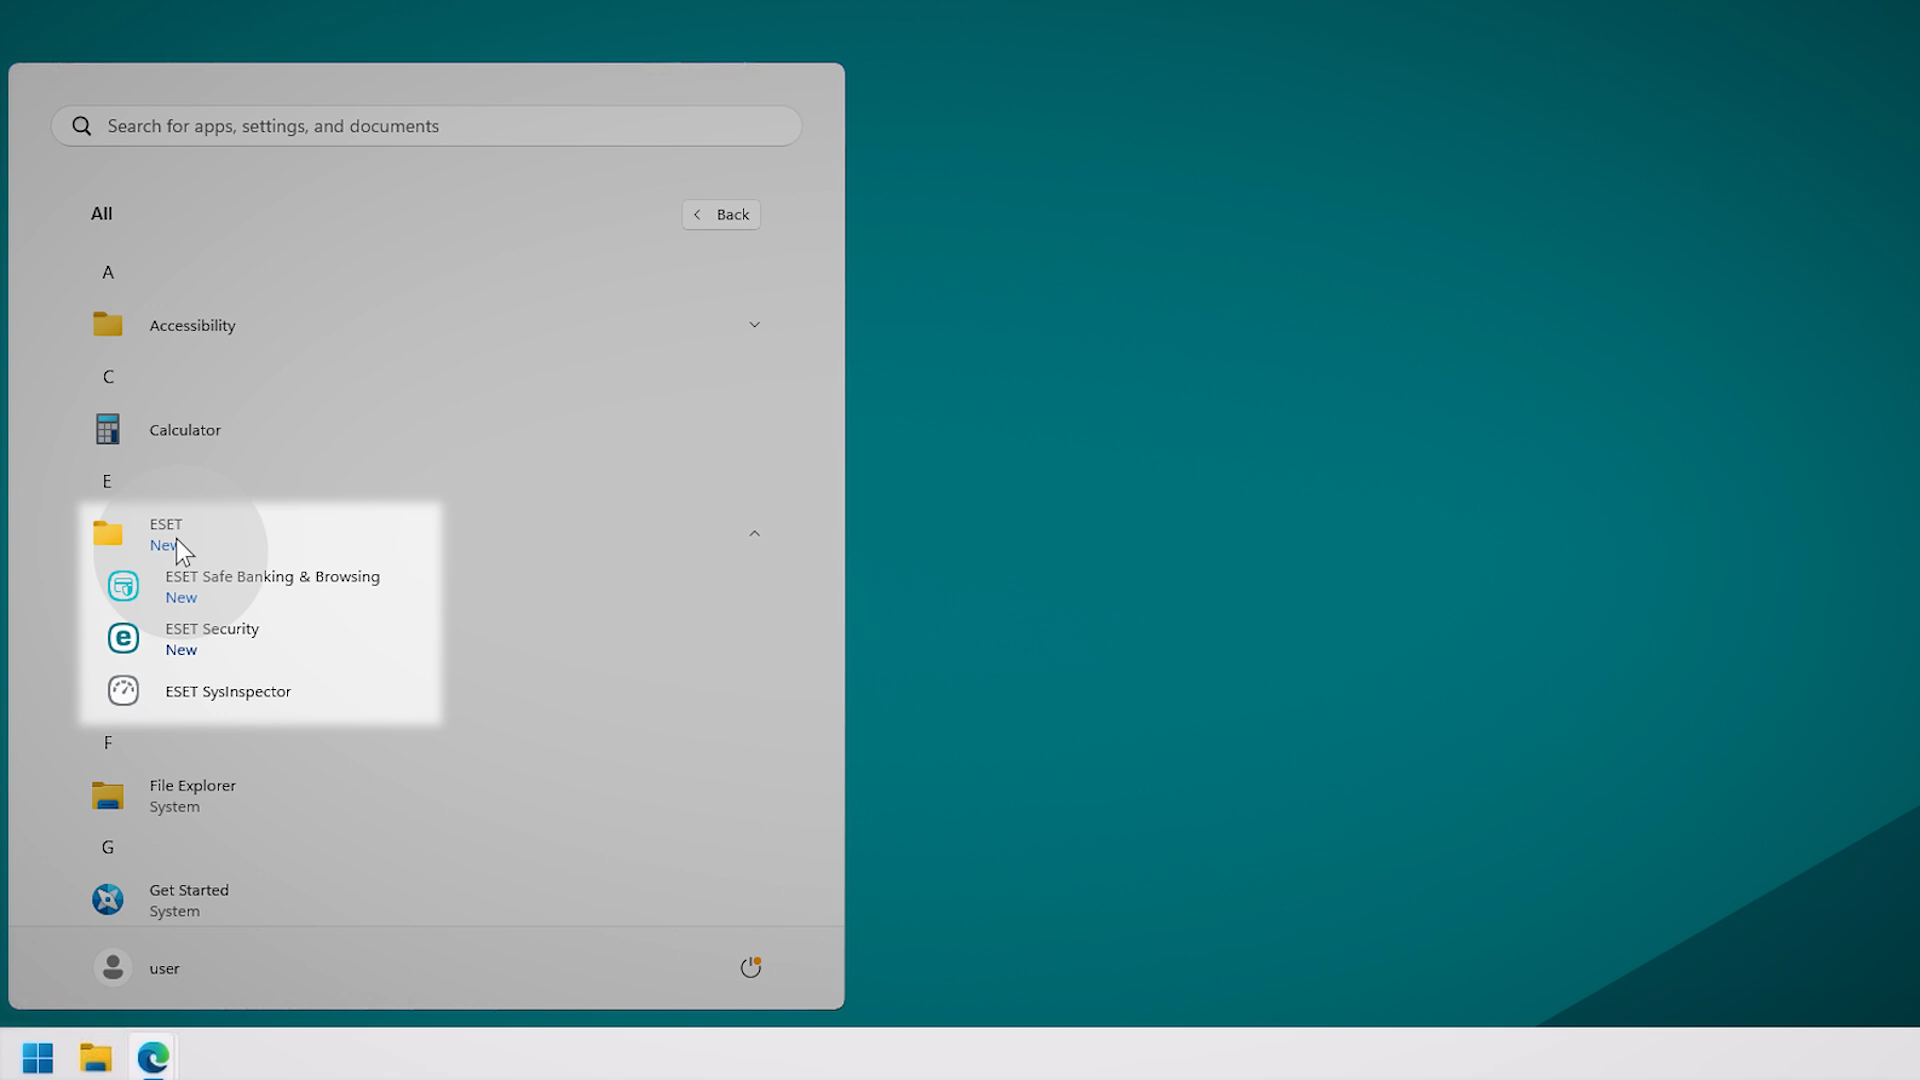 Search for apps, settings, and documents
All
Back
A
Accessibility
C
Calculator
E
ESET
New
ESET Safe Banking & Browsing
New
ESET Security
New
ESET SysInspector
F
File Explorer
System
G
Get Started
System
user